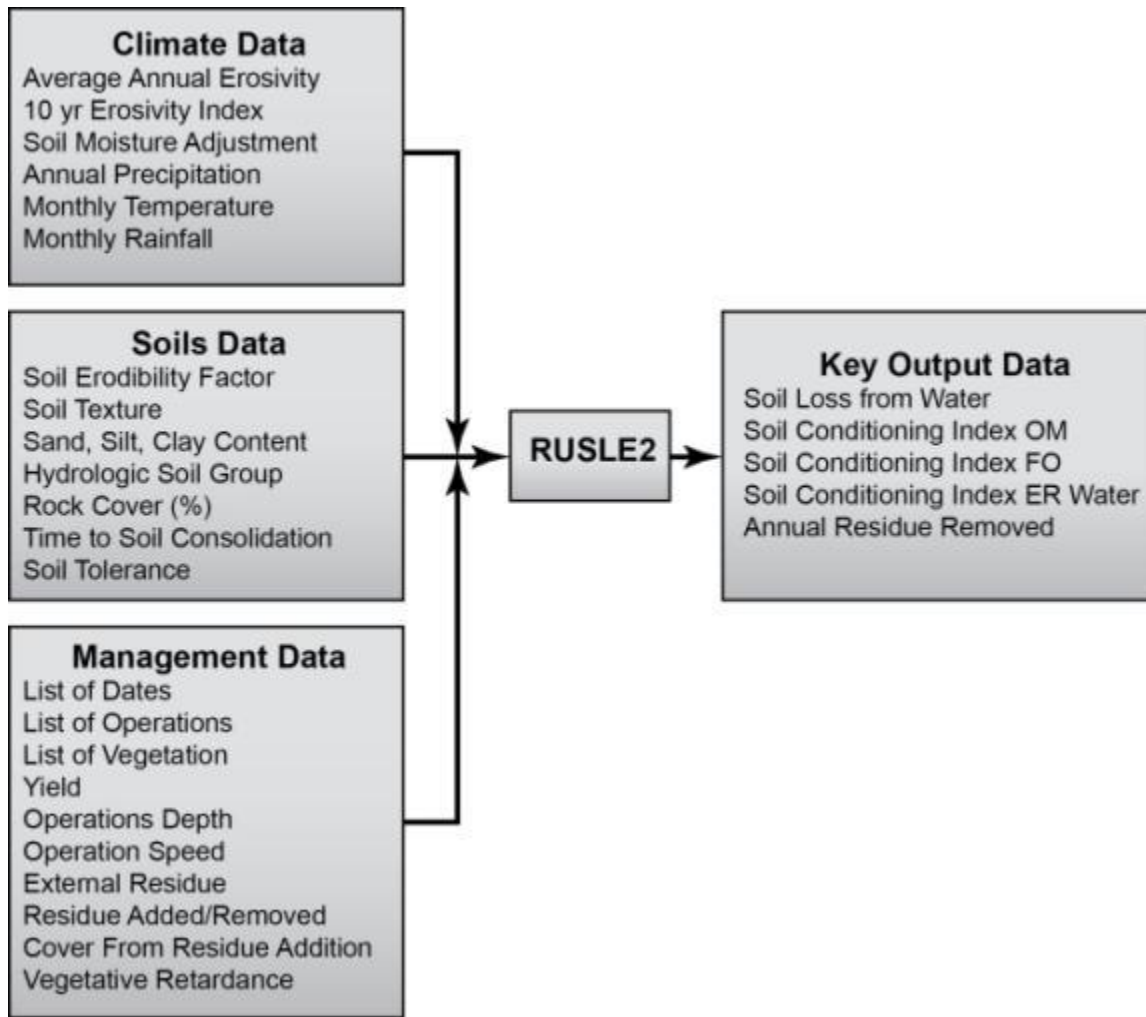 Climate Data
Average Annual Erosivity
10 yr Erosivity Index
Soil Moisture Adjustment
Annual Precipitation
Monthly Temperature
Monthly Rainfall
Soils Data
Soil Erodibility Factor
Soil Texture
Sand, Silt, Clay Content
Hydrologic Soil Group
Rock Cover (%)
Time to Soil Consolidation
Soil Tolerance
Management Data
List of Dates
List of Operations
List of Vegetation
Yield
Operations Depth
Operation Speed
External Residue
Residue Added/Removed
Cover From Residue Addition
Vegetative Retardance
RUSLE2
Key Output Data
Soil Loss from Water
Soil Conditioning Index OM
Soil Conditioning Index FO
Soil Conditioning Index ER Water
Annual Residue Removed